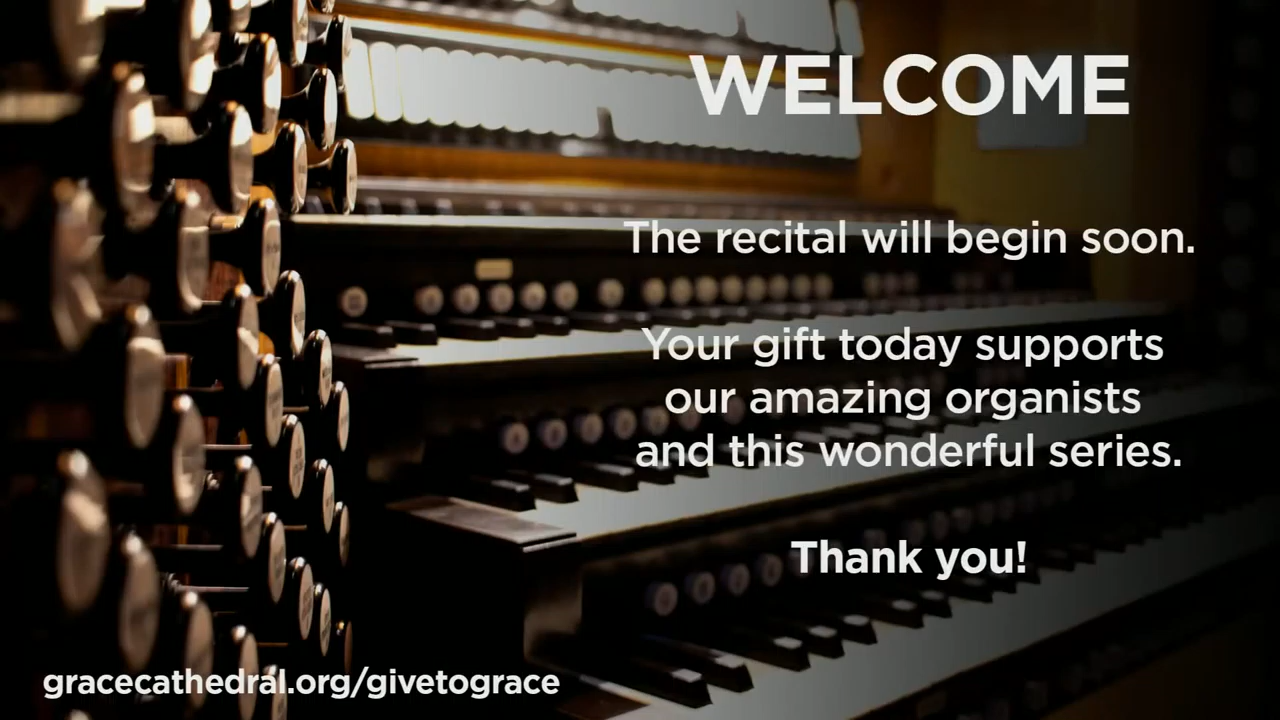 WELCOME
The recital will begin soon.
Your gift today supports
our amazing organists
and this wonderful series.
Thank you!
gracecathedral.org/givetograce